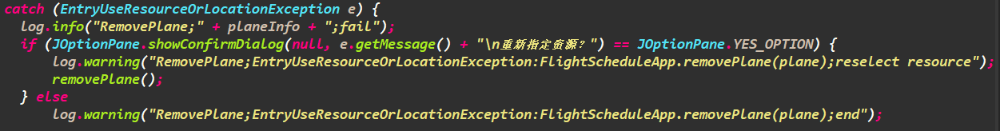 catch (EntryUseResourceOrLocationException e) {
log.info("RemovePlane;" + planeInfo + ";fail");
if (JOptionPane.showConfirmDialog(null, e.getMessage() + "\n重新指定资源？") == JOptionPane.YES_OPTION) {
log.warning("RemovePlane;EntryUseResourceOrLocationException:FlightScheduleApp.removePlane(plane);reselect resource");
removePlane();
} else
log.warning("RemovePlane;EntryUseResourceOrLocationException:FlightScheduleApp.removePlane(plane);end");